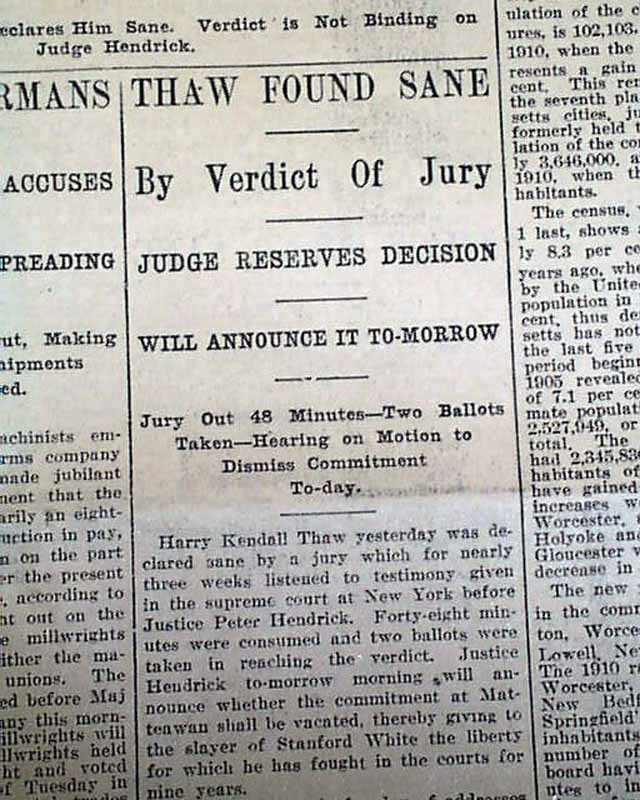 eclares Him Sane. Verdict is Not Binding on
Judge Hendrick.
RMANS
ACCUSES
PREADING
ut, Making
hipments
ed.
achinists em-
rms company
made jubilant
ment that the
arily an eight-
uction in pay,
n on the part
er the present
, according to
ht out on the
e millwrights
ither the ma-
unions. The
ed before Maj
any this morn-
illwrights will
llwrights held
ht and voted
of Tuesday in
THAW FOUND SANE
By Verdict Of Jury
JUDGE RESERVES DECISION
WILL ANNOUNCE IT TO-MORROW
Jury Out 48 Minutes—Two Ballots
Taken—Hearing on Motion to
Dismiss Commitment
To-day.
Harry Kendall Thaw yesterday was de-
clared sane by a jury which for nearly
three weeks listened to testimony given
in the supreme court at New York before
Justice Peter Hendrick. Forty-eight min-
utes were consumed and two ballots were
taken in reaching the verdict. Justice
Hendrick to-morrow morning will an-
nounce whether the commitment at Mat-
teawan shall be vacated, thereby giving to
the slayer of Stanford White the liberty
for which he has fought in the courts for
nine years.
ulation of the c
ures, is 102,103,
1910, when the
resents a gain
cent. This re
the seventh pla
setts cities, ju
formerly held t
lation of the co
ly 3,646,000, a
1910, when th
habitants.
The census,
1 last, shows
ly 8.3 per ce
years ago, whe
by the Unite
population in
cent, thus de
setts has not
the last five
period beginn
1905 revealed
of 7.1 per ce
mate populat
2,527,949, or
total. The
had 2,345,836
habitants of
have gained
increases w
Worcester,
Holyoke and
Gloucester w
decrease in
The new
in the comm
ton, Worce
Lowell, Ne
The 1910 r
Worcester,
New Bedf
Springfield
inhabitants
number of
board havi
utes to in